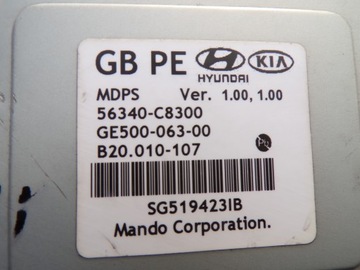 GB PE HYUNDAI KIA
MDPS Ver. 1.00, 1.00
56340-C8300
GE500-063-00
B20.010-107
SG519423IB
Mando Corporation.